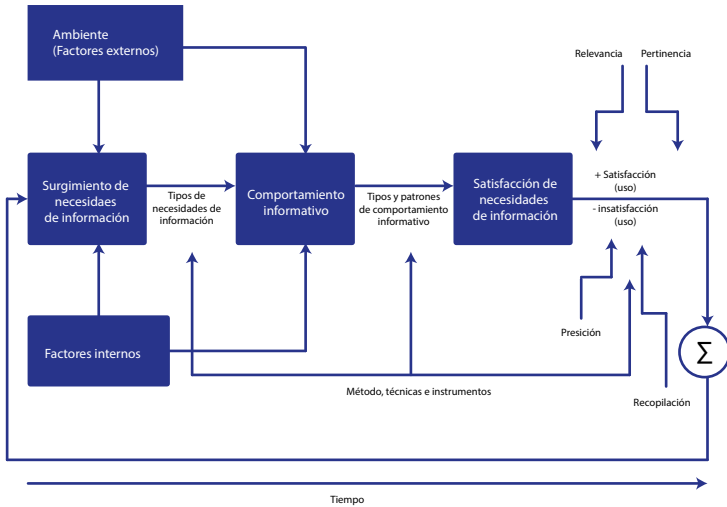 Ambiente
(Factores externos)
Relevancia
Pertinencia
Surgimiento de
necesidaes
de información
Tipos de
necesidades de
información
Comportamiento
informativo
Tipos y patrones
de comportamiento
informativo
Satisfacción de
necesidades
de información
+ Satisfacción
(uso)
- insatisfacción
(uso)
Factores internos
Presición
Σ
Método, técnicas e instrumentos
Recopilación
Tiempo